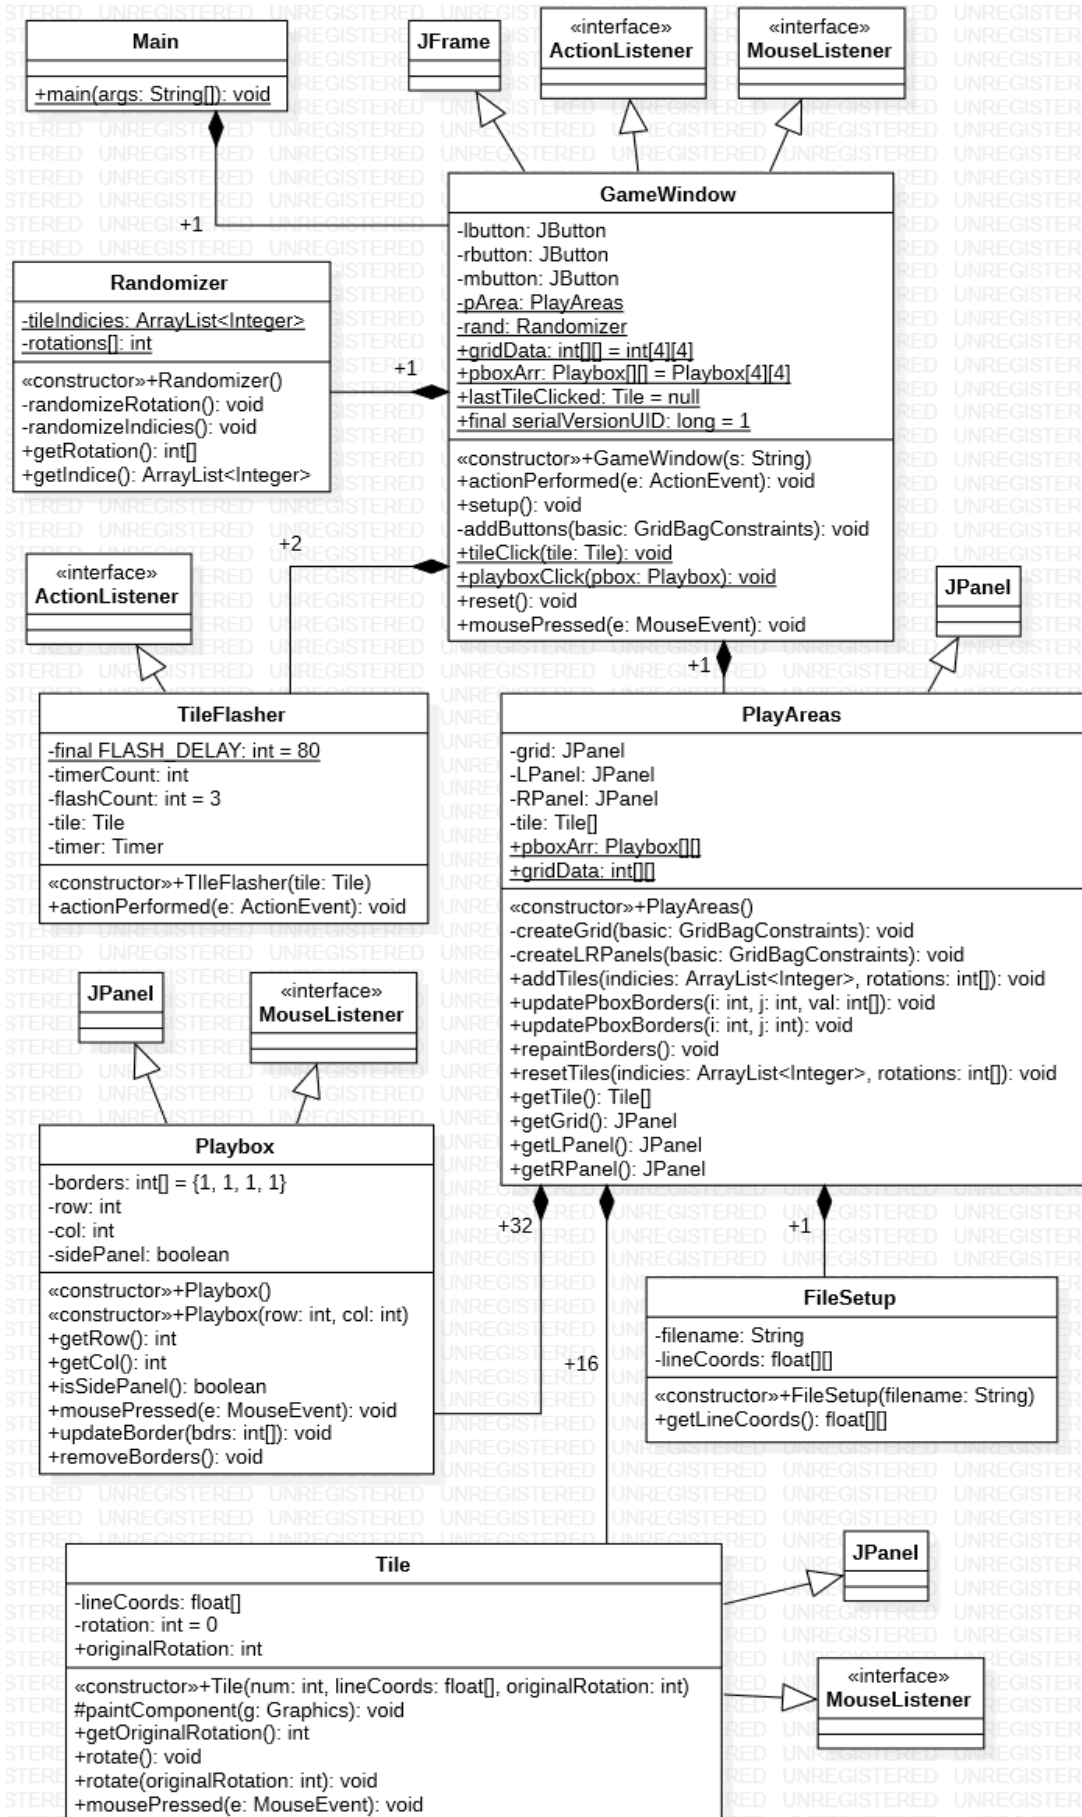 Main
+main(args: String[]): void
JFrame
«interface»
ActionListener
«interface»
MouseListener
+1
GameWindow
-lbutton: JButton
-rbutton: JButton
-mbutton: JButton
-pArea: PlayAreas
-rand: Randomizer
+gridData: int[][] = int[4][4]
+pboxArr: Playbox[][] = Playbox[4][4]
+lastTileClicked: Tile = null
+final serialVersionUID: long = 1
«constructor»+GameWindow(s: String)
+actionPerformed(e: ActionEvent): void
+setup(): void
-addButtons(basic: GridBagConstraints): void
+tileClick(tile: Tile): void
+playboxClick(pbox: Playbox): void
+reset(): void
+mousePressed(e: MouseEvent): void
Randomizer
-tileIndicies: ArrayList<Integer>
-rotations[]: int
«constructor»+Randomizer()
-randomizeRotation(): void
-randomizeIndicies(): void
+getRotation(): int[]
+getIndice(): ArrayList<Integer>
+1
+2
«interface»
ActionListener
JPanel
+1
TileFlasher
-final FLASH_DELAY: int = 80
-timerCount: int
-flashCount: int = 3
-tile: Tile
-timer: Timer
«constructor»+TIleFlasher(tile: Tile)
+actionPerformed(e: ActionEvent): void
PlayAreas
-grid: JPanel
-LPanel: JPanel
-RPanel: JPanel
-tile: Tile[]
+pboxArr: Playbox[][]
+gridData: int[][]
«constructor»+PlayAreas()
-createGrid(basic: GridBagConstraints): void
-createLRPanels(basic: GridBagConstraints): void
+addTiles(indicies: ArrayList<Integer>, rotations: int[]): void
+updatePboxBorders(i: int, j: int, val: int[]): void
+updatePboxBorders(i: int, j: int): void
+repaintBorders(): void
+resetTiles(indicies: ArrayList<Integer>, rotations: int[]): void
+getTile(): Tile[]
+getGrid(): JPanel
+getLPanel(): JPanel
+getRPanel(): JPanel
JPanel
«interface»
MouseListener
Playbox
-borders: int[] = {1, 1, 1, 1}
-row: int
-col: int
-sidePanel: boolean
«constructor»+Playbox()
«constructor»+Playbox(row: int, col: int)
+getRow(): int
+getCol(): int
+isSidePanel(): boolean
+mousePressed(e: MouseEvent): void
+updateBorder(bdrs: int[]): void
+removeBorders(): void
+32
+16
+1
FileSetup
-filename: String
-lineCoords: float[][]
«constructor»+FileSetup(filename: String)
+getLineCoords(): float[][]
Tile
-lineCoords: float[]
-rotation: int = 0
+originalRotation: int
«constructor»+Tile(num: int, lineCoords: float[], originalRotation: int)
#paintComponent(g: Graphics): void
+getOriginalRotation(): int
+rotate(): void
+rotate(originalRotation: int): void
+mousePressed(e: MouseEvent): void
JPanel
«interface»
MouseListener
UNREGISTERED